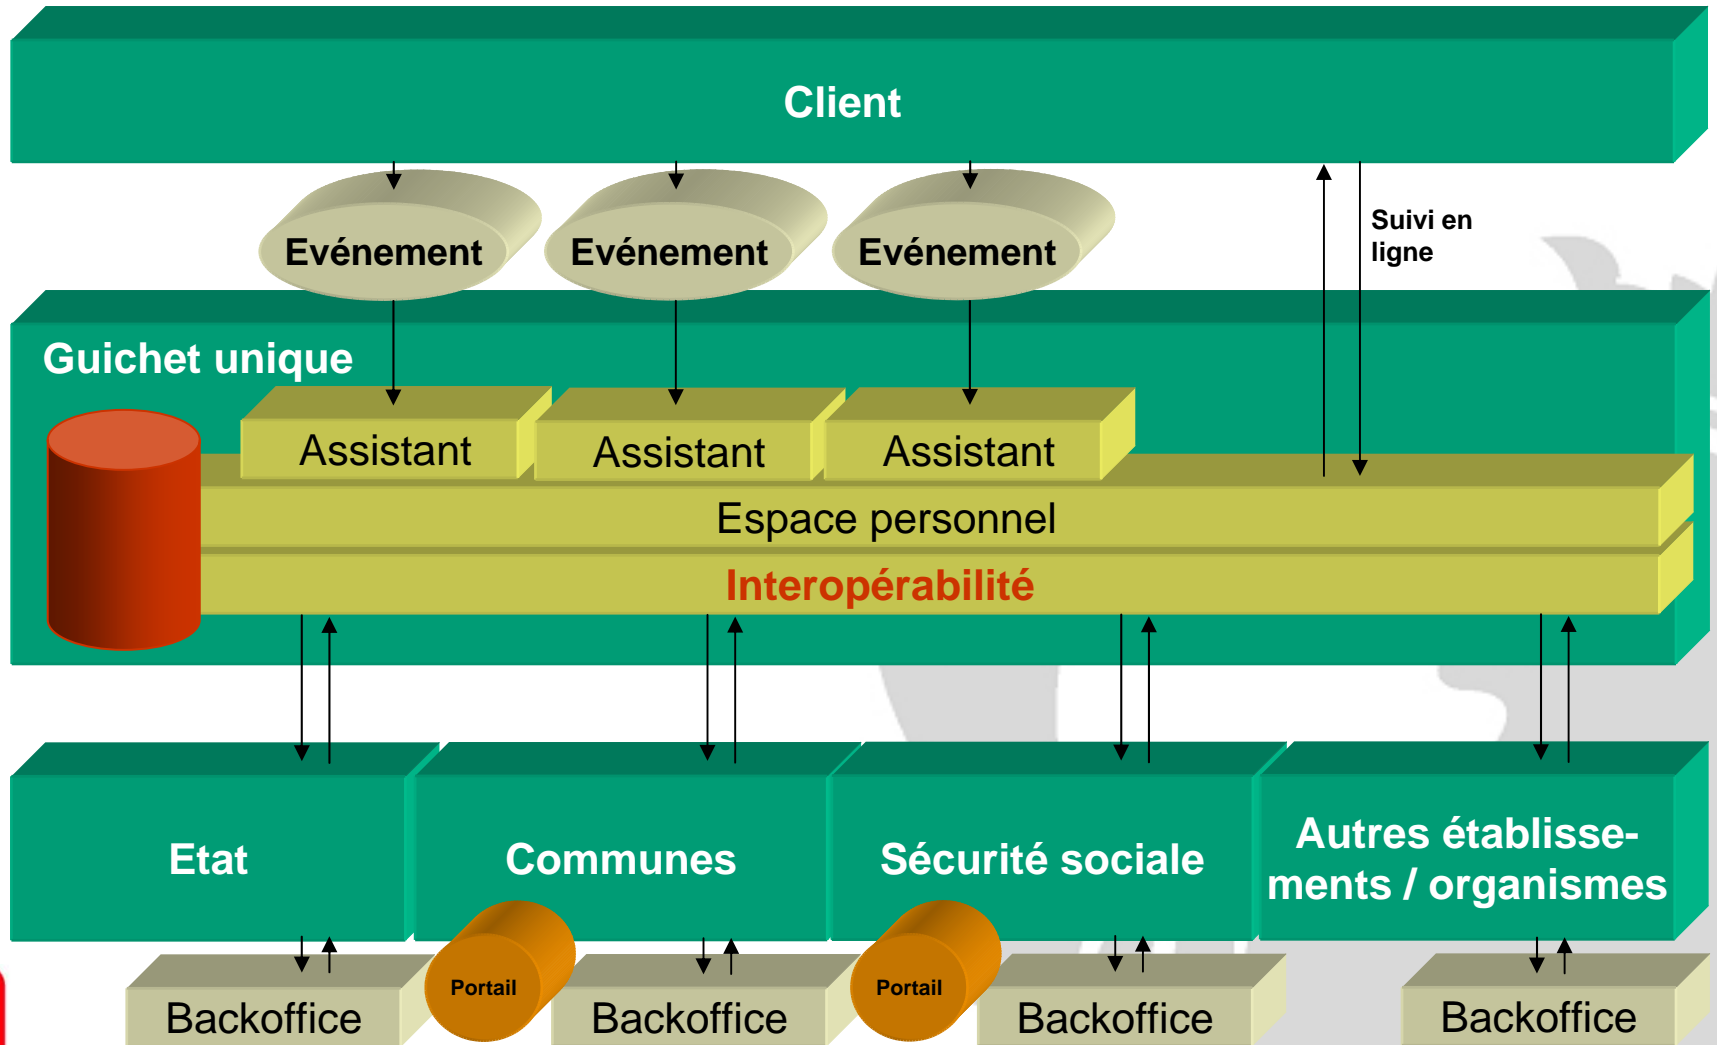 Client
Evénement
Evénement
Evénement
Suivi en
ligne
Guichet unique
Assistant
Assistant
Assistant
Espace personnel
Interopérabilité
Etat
Communes
Sécurité sociale
Autres établisse-
ments / organismes
Portail
Portail
Backoffice
Backoffice
Backoffice
Backoffice